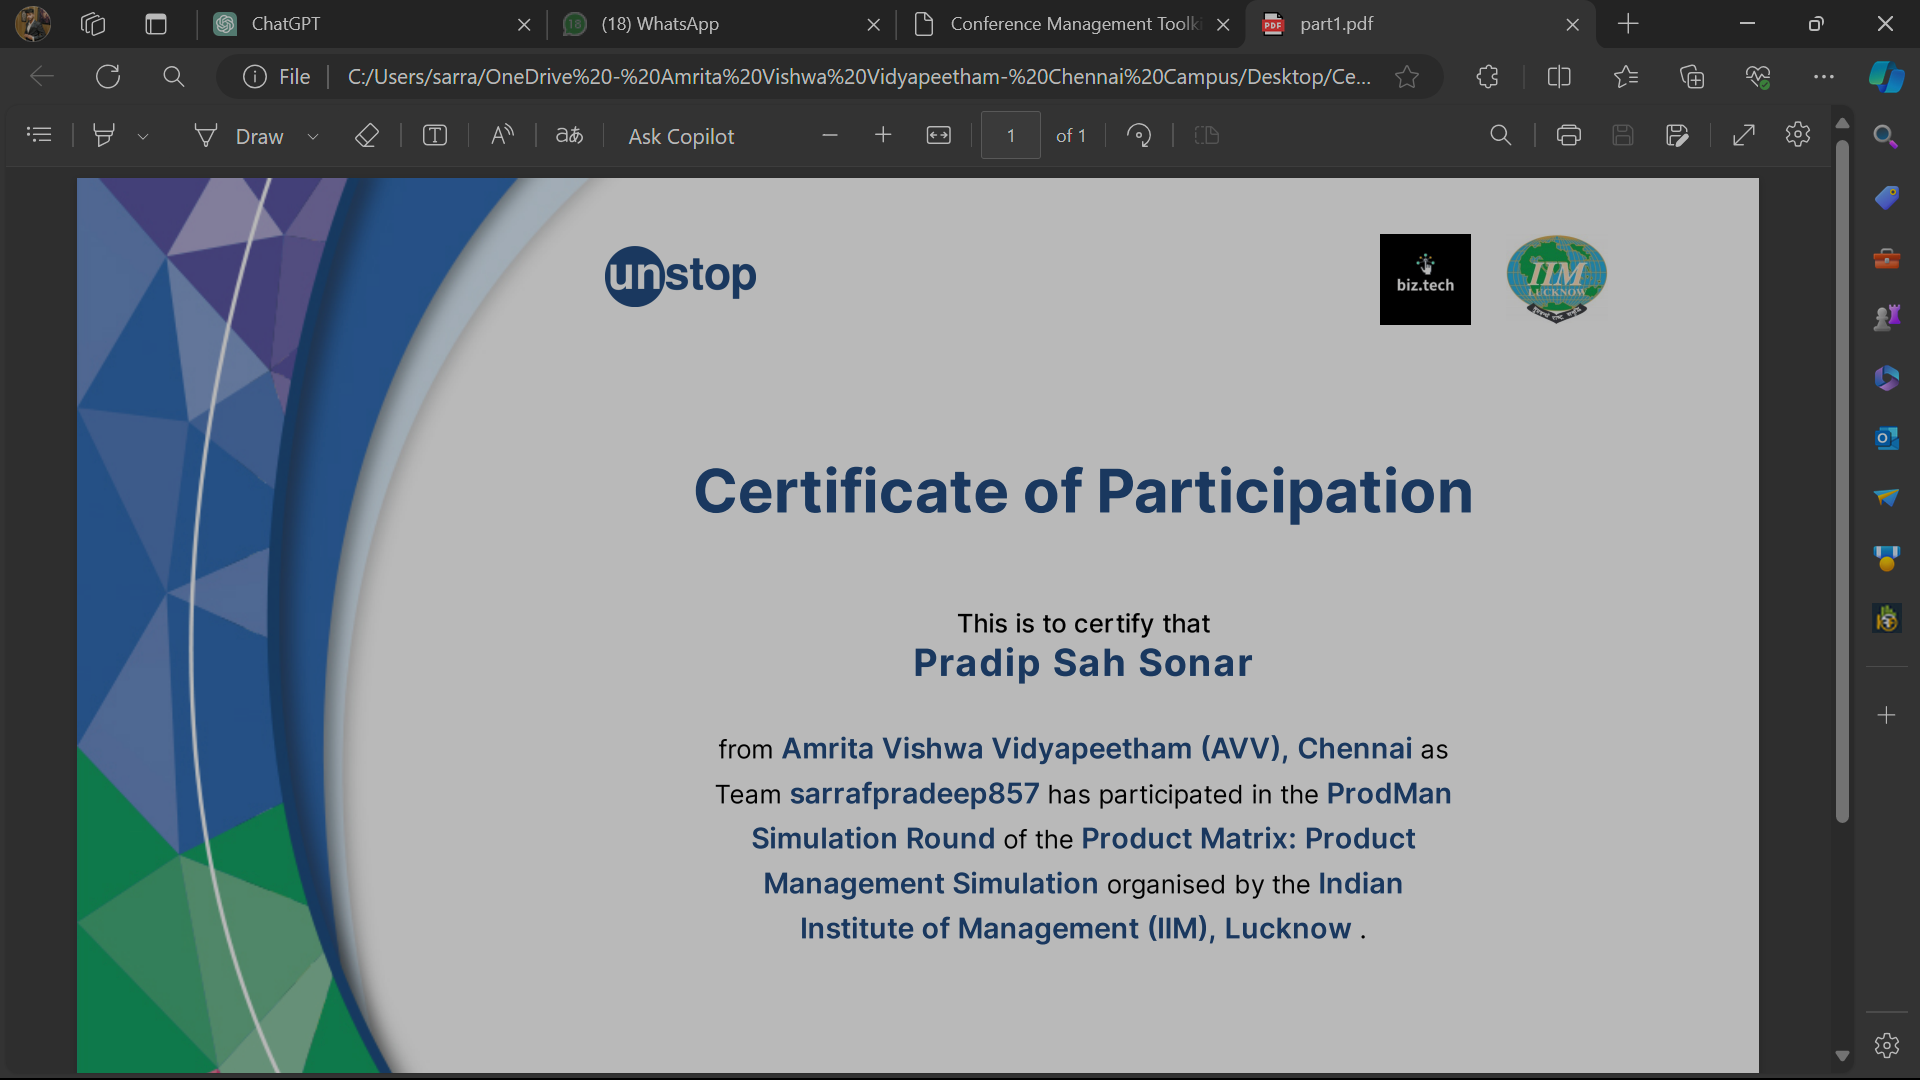 ChatGPT
(18) WhatsApp
Conference Management Toolki
part1.pdf
File
C:/Users/sarra/OneDrive%20-%20Amrita%20Vishwa%20Vidyapeetham-%20Chennai%20Campus/Desktop/Ce...
Draw
Ask Copilot
1
of 1
unstop
biz.tech
IIM
LUCKNOW
Certificate of Participation
This is to certify that
Pradip Sah Sonar
from Amrita Vishwa Vidyapeetham (AVV), Chennai as
Team sarrafpradeep857 has participated in the ProdMan
Simulation Round of the Product Matrix: Product
Management Simulation organised by the Indian
Institute of Management (IIM), Lucknow .